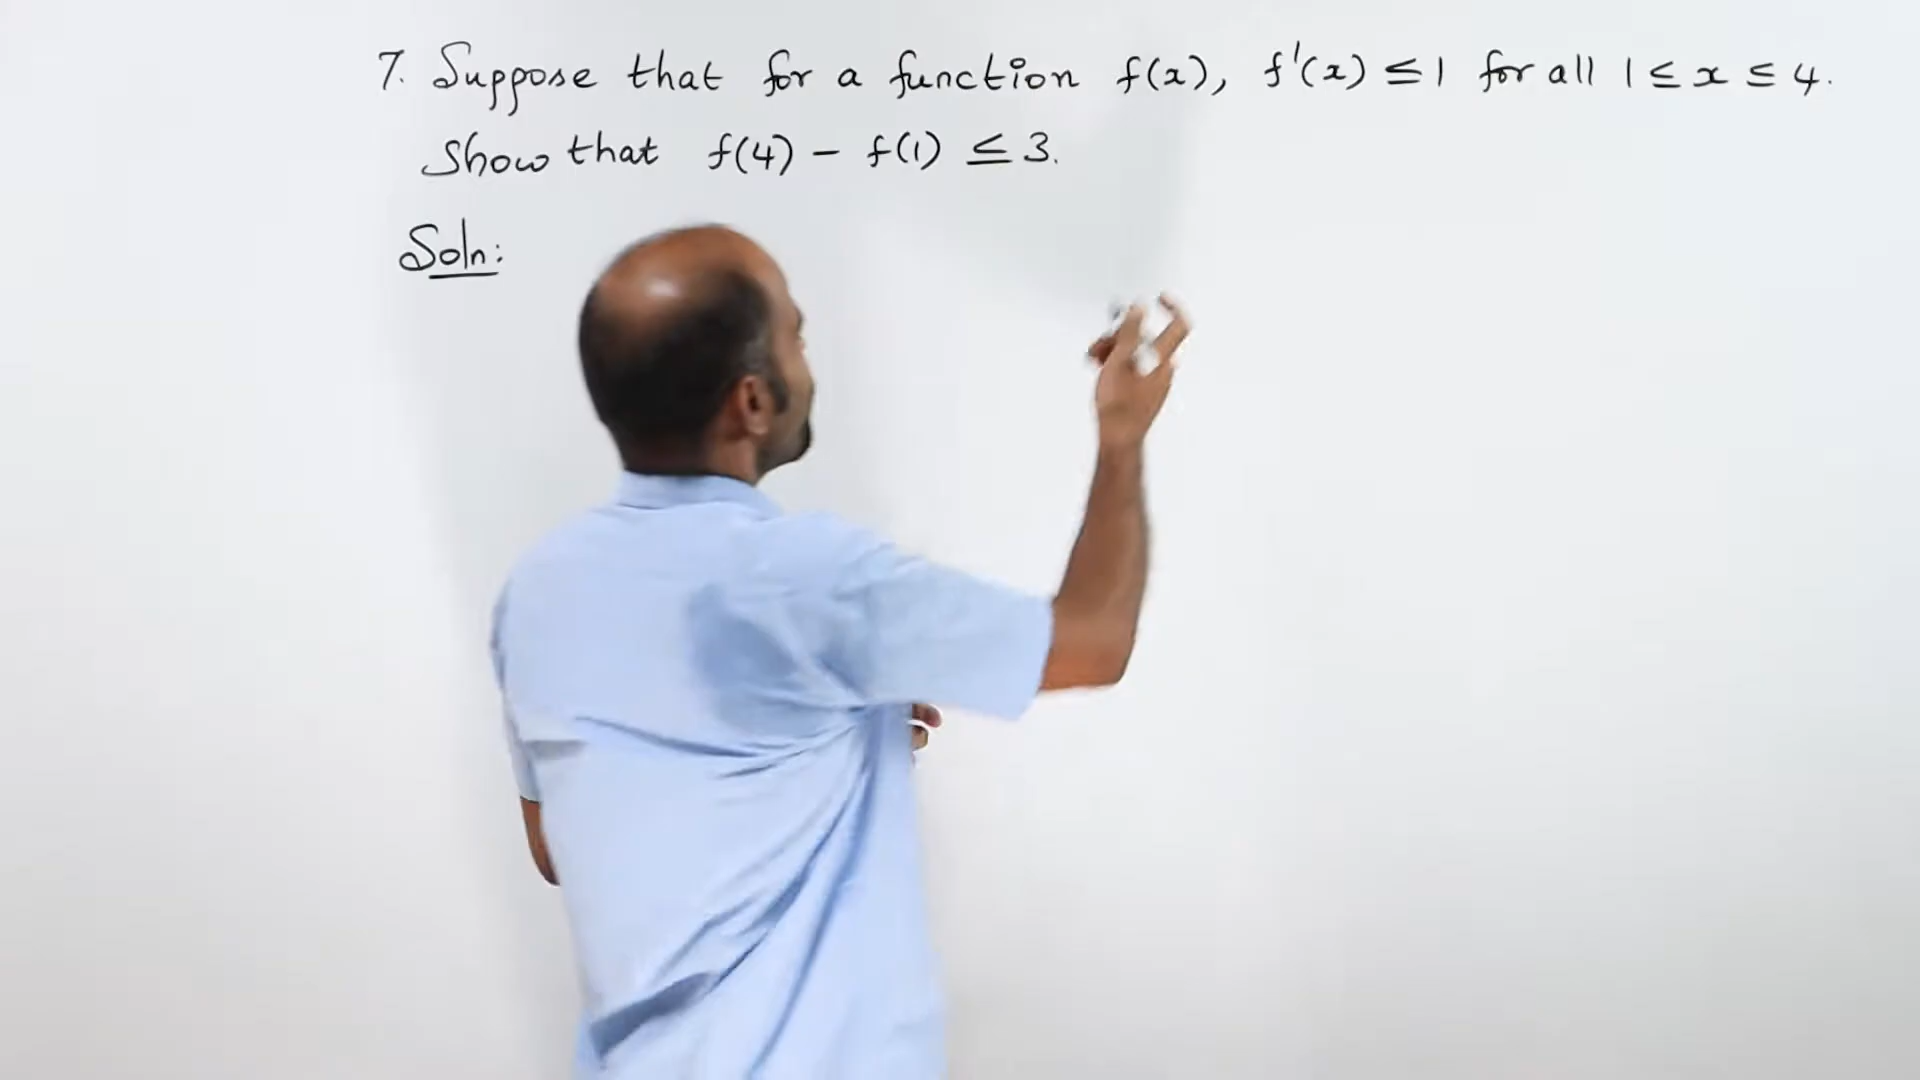 7. Suppose that for a function f(x), f'(x) ≤ 1 for all 1 ≤ x ≤ 4.
Show that f(4) - f(1) ≤ 3.
Soln: